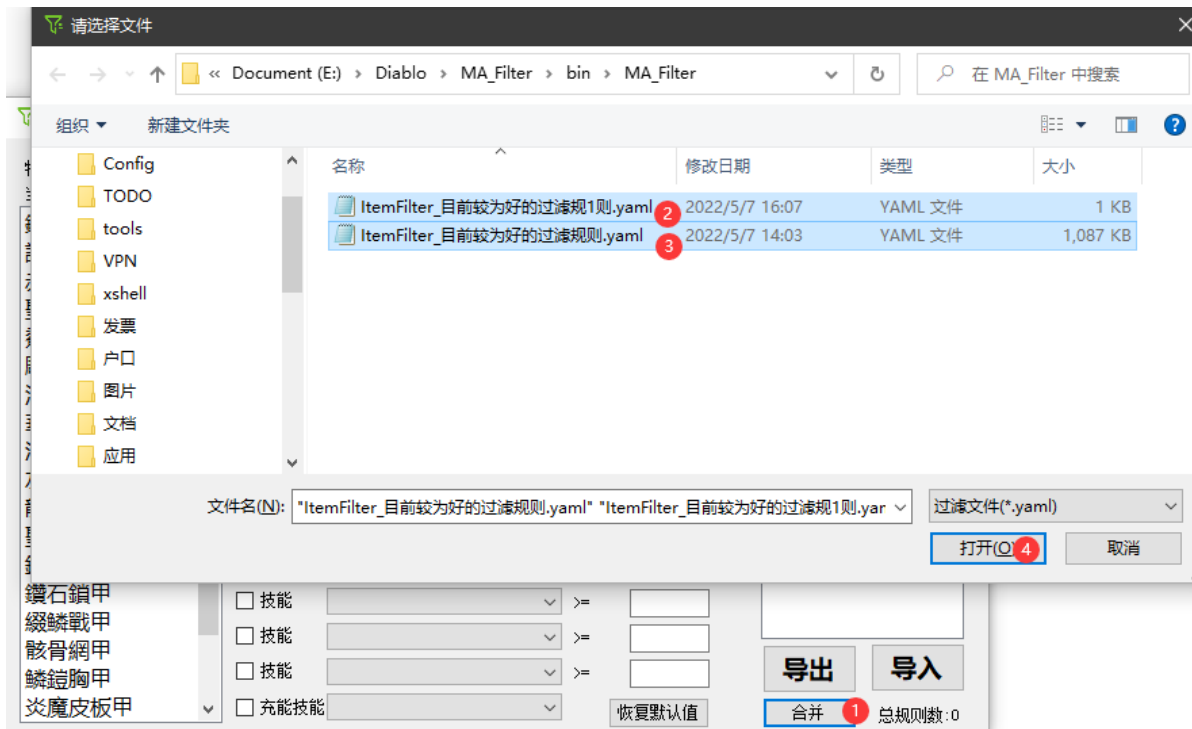 请选择文件
« Document (E:) › Diablo › MA_Filter › bin › MA_Filter
在 MA_Filter 中搜索
组织 新建文件夹
?
名称 修改日期 类型 大小
Config
TODO
tools
VPN
xshell
发票
户口
图片
文档
应用
ItemFilter_目前较为好的过滤规1则.yaml 2 2022/5/7 16:07 YAML 文件 1 KB
ItemFilter_目前较为好的过滤规则.yaml 3 2022/5/7 14:03 YAML 文件 1,087 KB
文件名(N): "ItemFilter_目前较为好的过滤规则.yaml" "ItemFilter_目前较为好的过滤规1则.yar
过滤文件(*.yaml)
打开(O 4 取消
鑽石鎖甲
綴鱗戰甲
骸骨網甲
鱗鎧胸甲
炎魔皮板甲
技能 >=
技能 >=
技能 >=
充能技能
恢复默认值
导出 导入
合并 1 总规则数:0